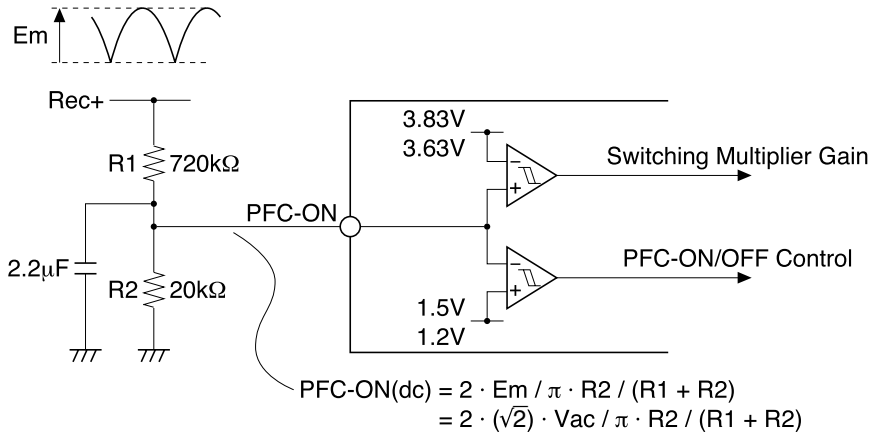 Em
Rec+
R1 720kΩ
PFC-ON
2.2μF
R2 20kΩ
3.83V
3.63V
−
+
Switching Multiplier Gain
−
+
PFC-ON/OFF Control
1.5V
1.2V
PFC-ON(dc) = 2 · Em / π · R2 / (R1 + R2)
= 2 · (√2) · Vac / π · R2 / (R1 + R2)